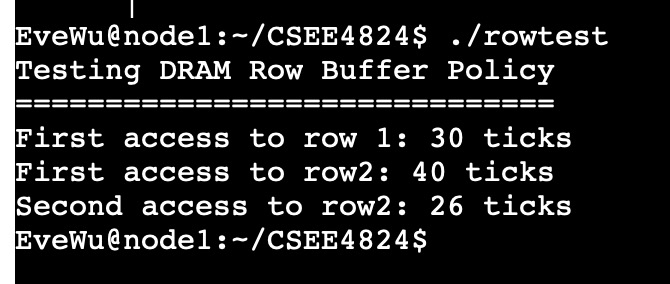 EveWu@node1:~/CSEE4824$ ./rowtest
Testing DRAM Row Buffer Policy
==============================
First access to row 1: 30 ticks
First access to row2: 40 ticks
Second access to row2: 26 ticks
EveWu@node1:~/CSEE4824$